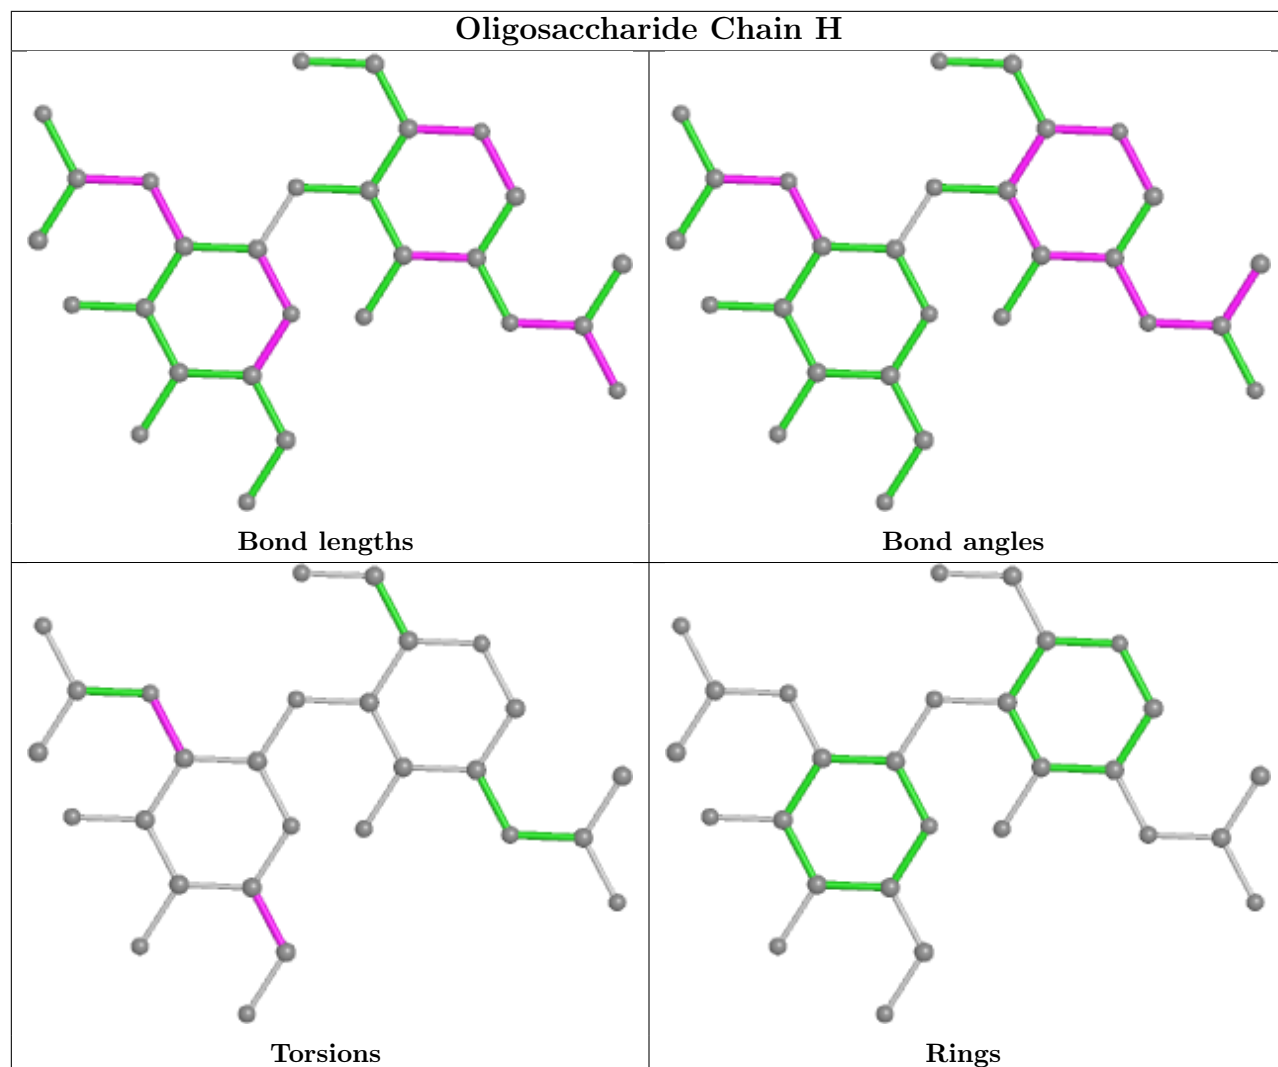 Oligosaccharide Chain H
Bond lengths
Bond angles
Torsions
Rings